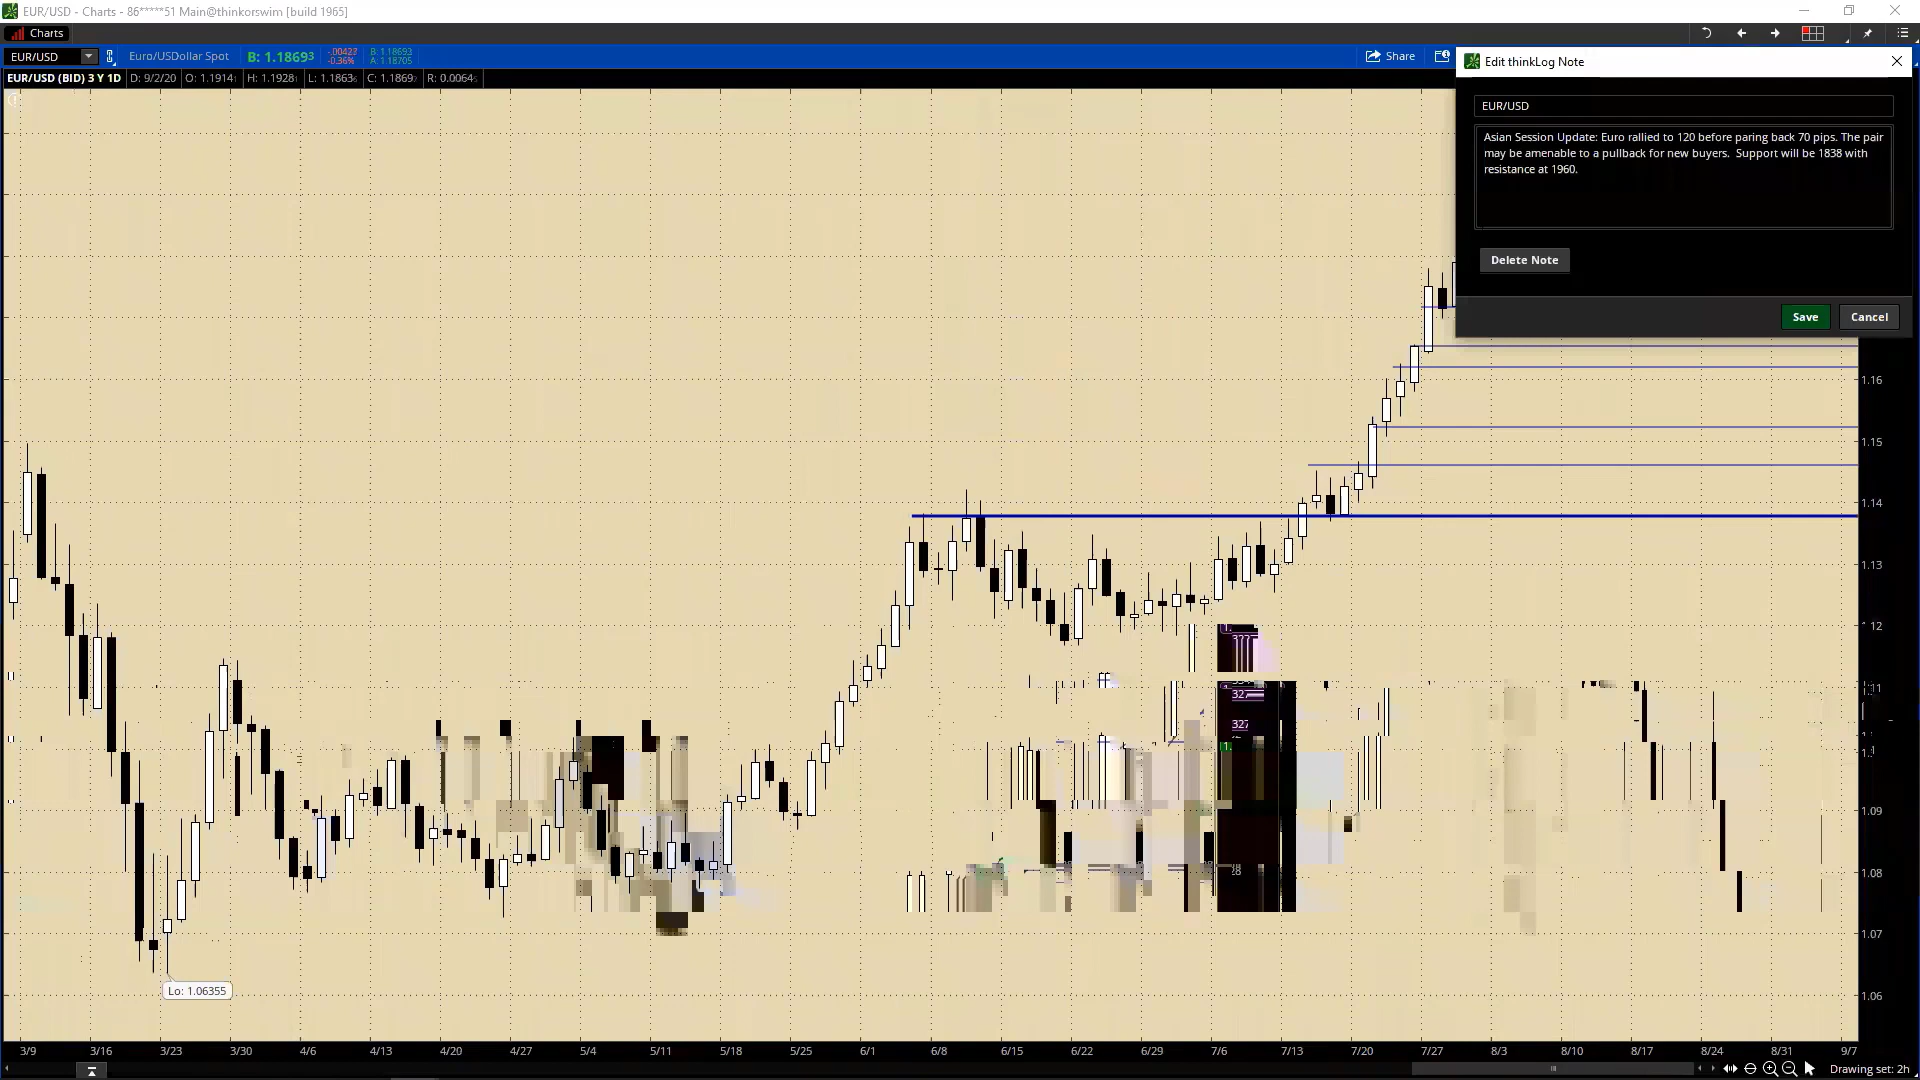 EUR/USD - Charts - 86*****51 Main@thinkorswim [build 1965]
Charts
EUR/USD
Euro/USDollar Spot
B: 1.18693
-.00423
-0.36%
B: 1.18693
A: 1.18705
Share
EUR/USD (BID) 3 Y 1D
D: 9/2/20
O: 1.1914
H: 1.1928
L: 1.1863
C: 1.1869
R: 0.0064
Edit thinkLog Note
EUR/USD
Asian Session Update: Euro rallied to 120 before paring back 70 pips. The pair
may be amenable to a pullback for new buyers. Support will be 1838 with
resistance at 1960.
Delete Note
Save
Cancel
1.16
1.15
1.14
1.13
1.12
1.09
1.08
1.07
1.06
327
327
28
Lo: 1.06355
3/9
3/16
3/23
3/30
4/6
4/13
4/20
4/27
5/4
5/11
5/18
5/25
6/1
6/8
6/15
6/22
6/29
7/6
7/13
7/20
7/27
8/3
8/10
8/17
8/24
8/31
9/7
Drawing set: 2h